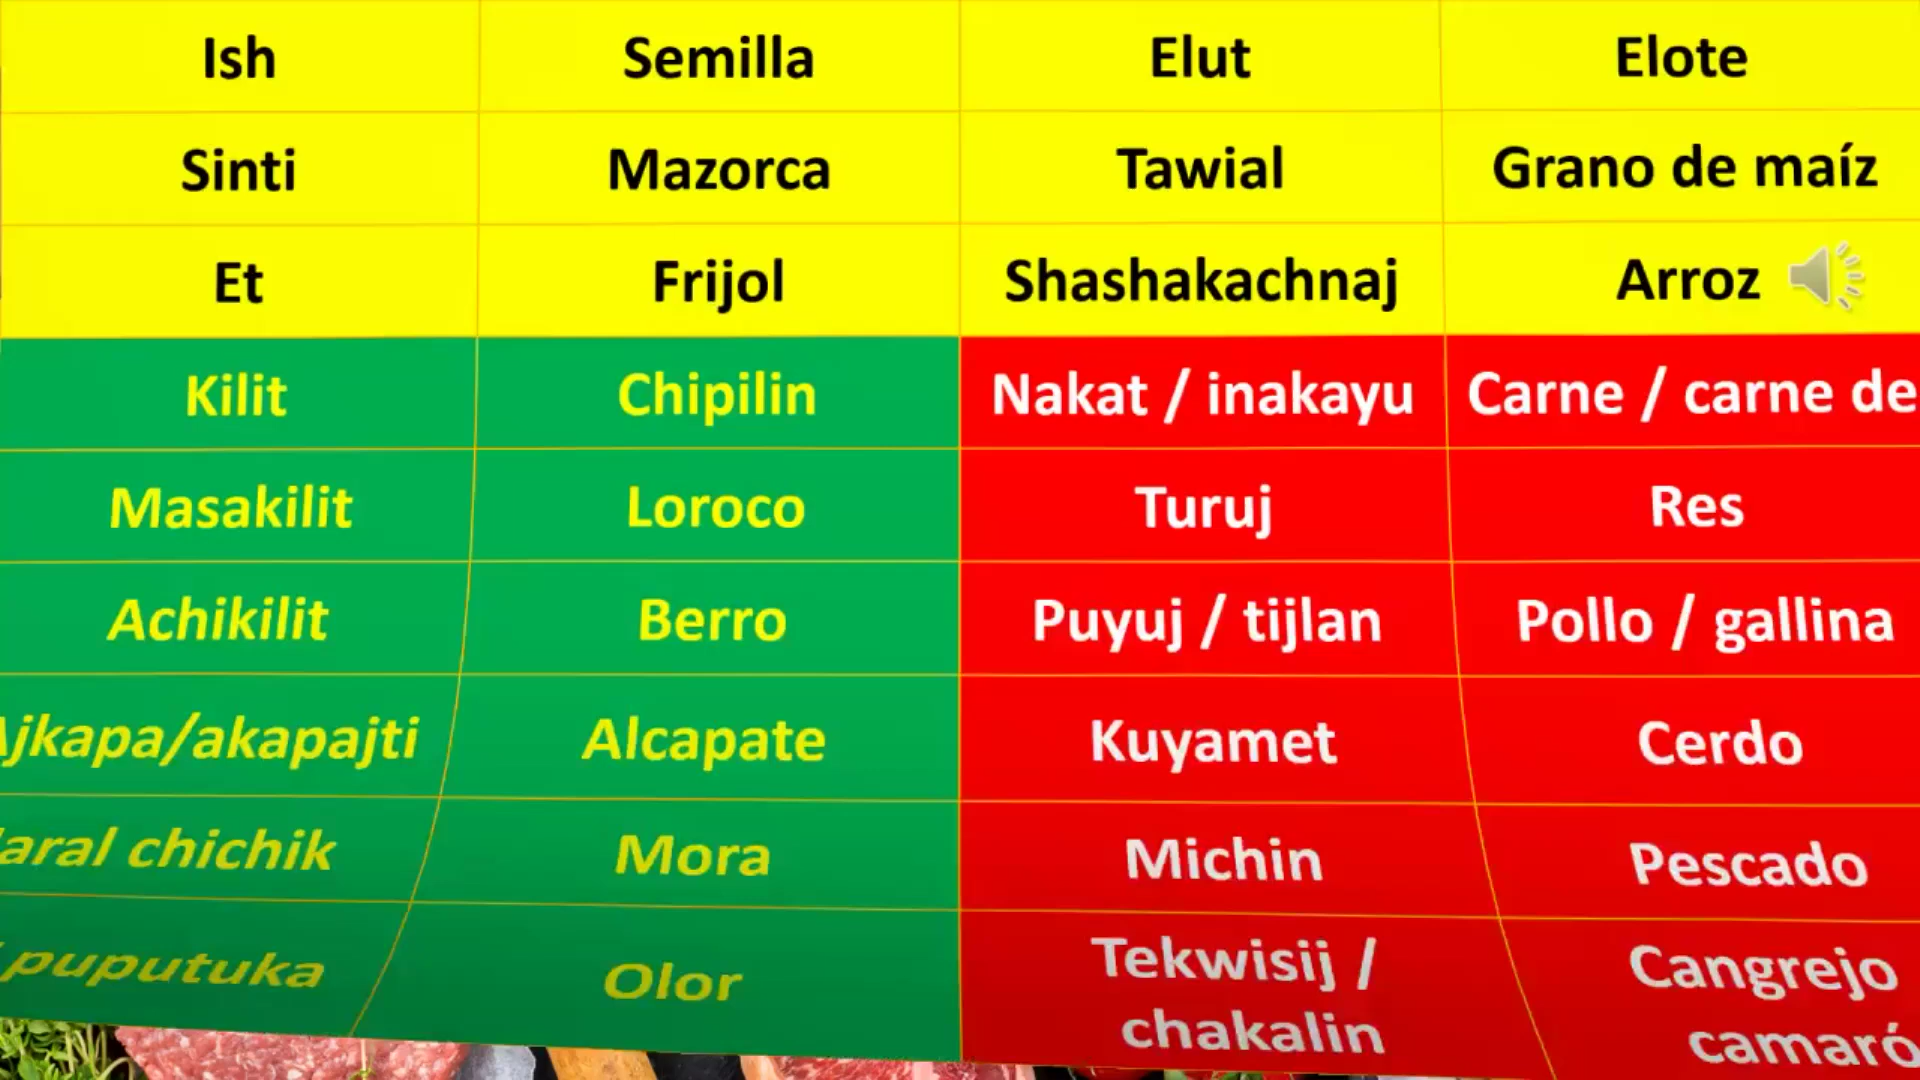 Ish Semilla Elut Elote
Sinti Mazorca Tawial Grano de maíz
Et Frijol Shashakachnaj Arroz
Kilit Chipilin Nakat / inakayu Carne / carne de
Masakilit Loroco Turuj Res
Achikilit Berro Puyuj / tijlan Pollo / gallina
Ajkapa/akapajti Alcapate Kuyamet Cerdo
chichik Mora Michin Pescado
puputuka Olor Tekwisij / Cangrejo
chakalin